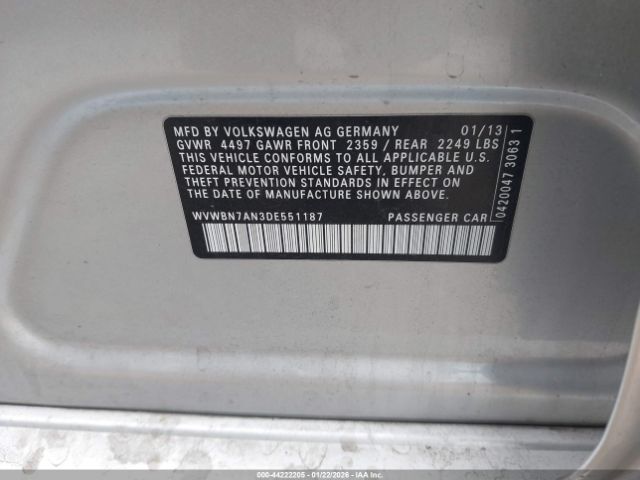 MFD BY VOLKSWAGEN AG GERMANY 01/13
GVWR 4497 GAWR FRONT 2359 / REAR 2249 LBS
THIS VEHICLE CONFORMS TO ALL APPLICABLE U.S.
FEDERAL MOTOR VEHICLE SAFETY, BUMPER AND
THEFT PREVENTION STANDARDS IN EFFECT ON
THE DATE OF MANUFACTURE SHOWN ABOVE.
WVWBN7AN3DE551187 PASSENGER CAR
0420047 3063 1
000-44222205 - 01/22/2026 - IAAI.COM